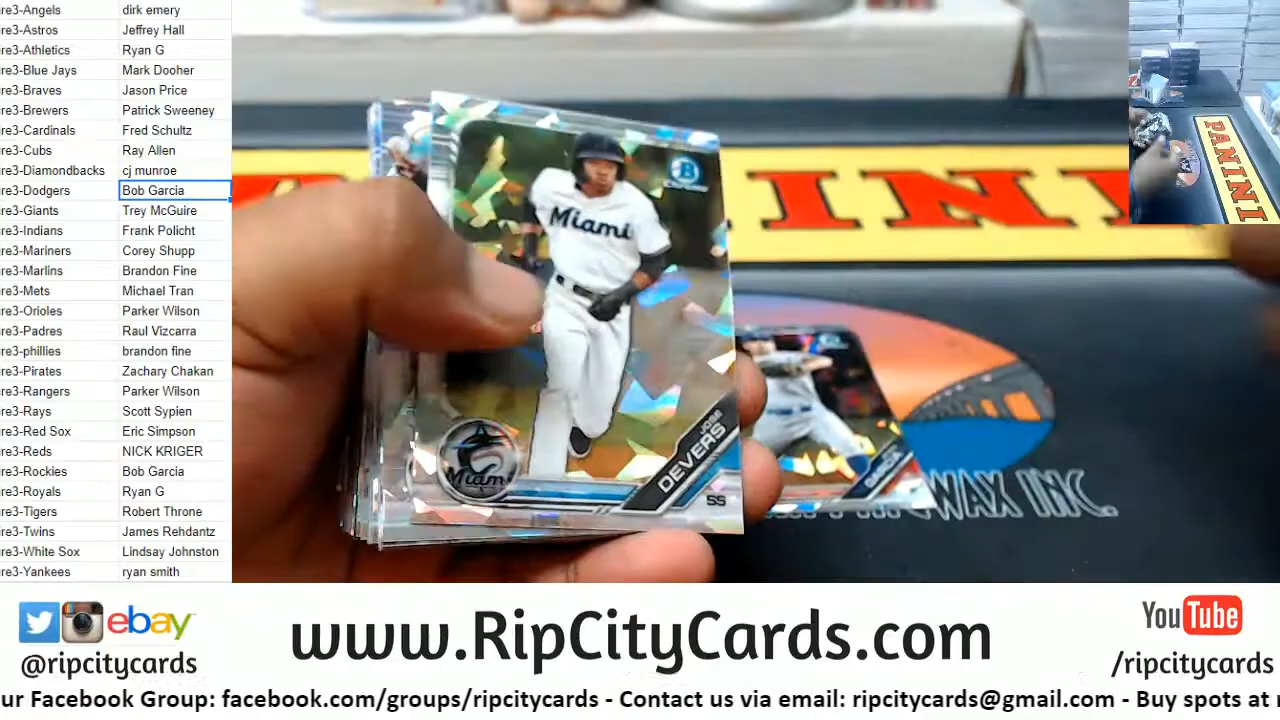 re3-Angels dirk emery
re3-Astros Jeffrey Hall
re3-Athletics Ryan G
re3-Blue Jays Mark Dooher
re3-Braves Jason Price
re3-Brewers Patrick Sweeney
re3-Cardinals Fred Schultz
re3-Cubs Ray Allen
re3-Diamondbacks cj munroe
re3-Dodgers Bob Garcia
re3-Giants Trey McGuire
re3-Indians Frank Policht
re3-Mariners Corey Shupp
re3-Marlins Brandon Fine
re3-Mets Michael Tran
re3-Orioles Parker Wilson
re3-Padres Raul Vizcarra
re3-phillies brandon fine
re3-Pirates Zachary Chakan
re3-Rangers Parker Wilson
re3-Rays Scott Sypien
re3-Red Sox Eric Simpson
re3-Reds NICK KRIGER
re3-Rockies Bob Garcia
re3-Royals Ryan G
re3-Tigers Robert Throne
re3-Twins James Rehdantz
re3-White Sox Lindsay Johnston
re3-Yankees ryan smith
B
Miami
JOSE
DEVERS
SS
Miami
INI
PANINI
WAX INC.
ebay
@ripcitycards
www.RipCityCards.com
YouTube
/ripcitycards
ur Facebook Group: facebook.com/groups/ripcitycards - Contact us via email: ripcitycards@gmail.com - Buy spots at